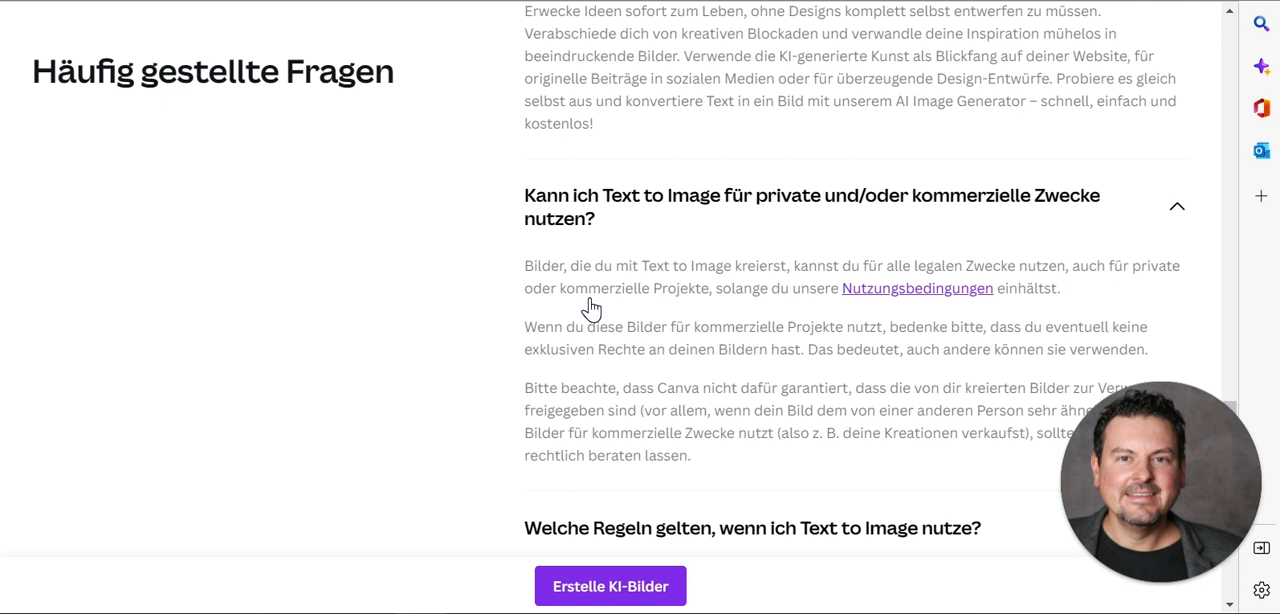 Häufig gestellte Fragen
Erwecke Ideen sofort zum Leben, ohne Designs komplett selbst entwerfen zu müssen.
Verabschiede dich von kreativen Blockaden und verwandle deine Inspiration mühelos in
beeindruckende Bilder. Verwende die KI-generierte Kunst als Blickfang auf deiner Website, für
originelle Beiträge in sozialen Medien oder für überzeugende Design-Entwürfe. Probiere es gleich
selbst aus und konvertiere Text in ein Bild mit unserem AI Image Generator – schnell, einfach und
kostenlos!
Kann ich Text to Image für private und/oder kommerzielle Zwecke
nutzen?
Bilder, die du mit Text to Image kreierst, kannst du für alle legalen Zwecke nutzen, auch für private
oder kommerzielle Projekte, solange du unsere Nutzungsbedingungen einhältst.
Wenn du diese Bilder für kommerzielle Projekte nutzt, bedenke bitte, dass du eventuell keine
exklusiven Rechte an deinen Bildern hast. Das bedeutet, auch andere können sie verwenden.
Bitte beachte, dass Canva nicht dafür garantiert, dass die von dir kreierten Bilder zur
freigegeben sind (vor allem, wenn dein Bild dem von einer anderen Person sehr
Bilder für kommerzielle Zwecke nutzt (also z. B. deine Kreationen verkaufst),
rechtlich beraten lassen.
Welche Regeln gelten, wenn ich Text to Image nutze?
Erstelle KI-Bilder